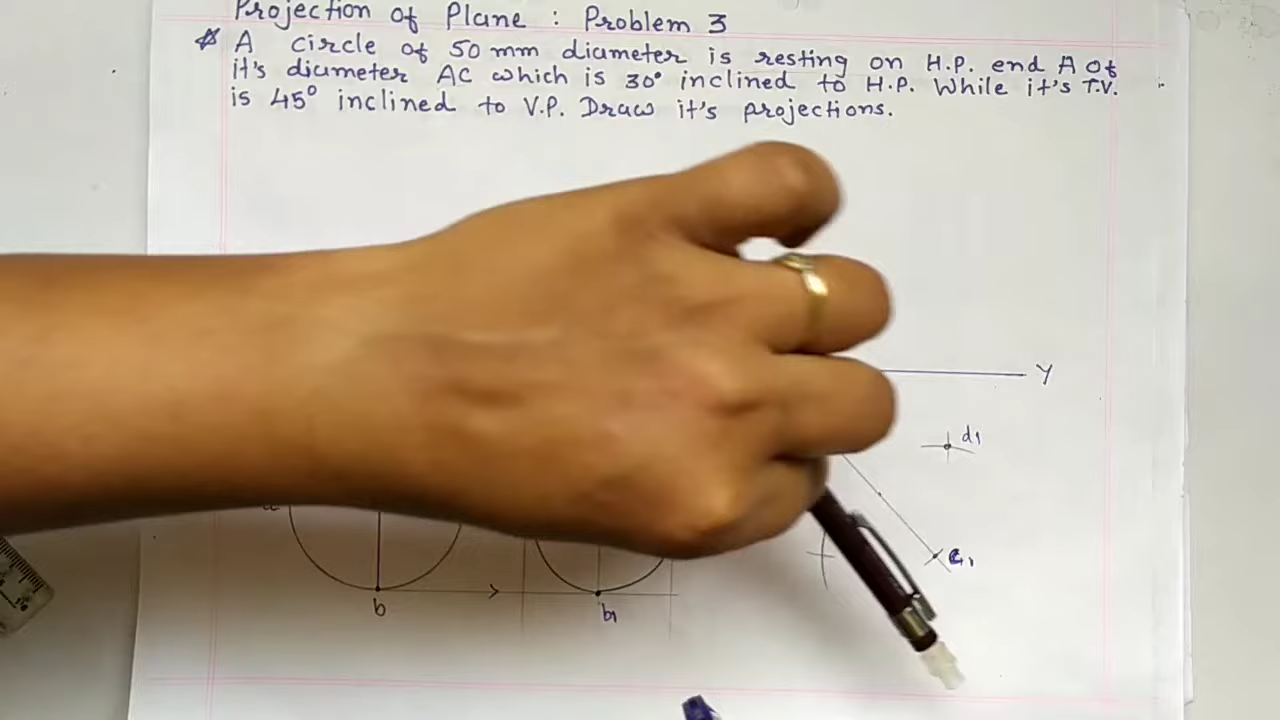 Projection of Plane : Problem 3
A circle of 50 mm diameter is resting on H.P. end A of
it's diameter AC which is 30° inclined to H.P. While it's T.V.
is 45° inclined to V.P. Draw it's projections.
Y
d1
c1
b
b1